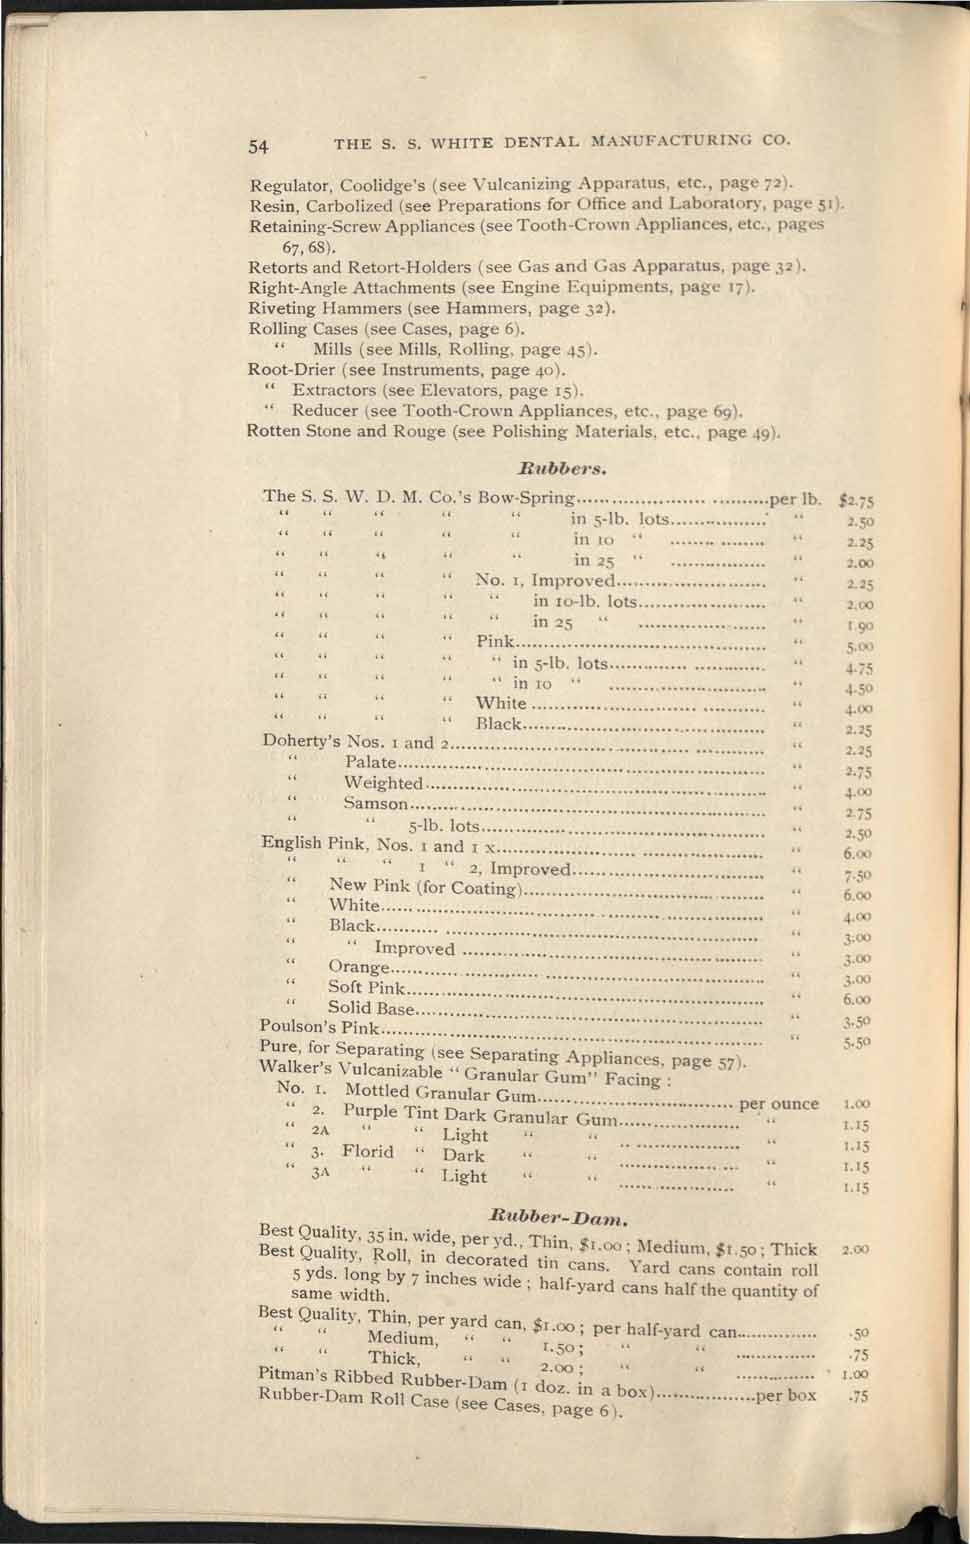 54 THE S. S. WHITE DENTAL MANUFACTURING CO.
Regulator, Coolidge's (see Vulcanizing Apparatus, etc., page 72).
Resin, Carbolized (see Preparations for Office and Laboratory, page 51).
Retaining-Screw Appliances (see Tooth-Crown Appliances, etc., pages
67, 68).
Retorts and Retort-Holders (see Gas and Gas Apparatus, page 32).
Right-Angle Attachments (see Engine Equipments, page 17).
Riveting Hammers (see Hammers, page 32).
Rolling Cases (see Cases, page 6).
" Mills (see Mills, Rolling, page 45).
Root-Drier (see Instruments, page 40).
" Extractors (see Elevators, page 15).
" Reducer (see Tooth-Crown Appliances, etc., page 69).
Rotten Stone and Rouge (see Polishing Materials, etc., page 49).
Rubbers.
The S. S. W. D. M. Co.'s Bow-Spring.............................per lb. $2.75
" " " " " in 5-lb. lots................. " 2.50
" " " " " in 10 " ................ " 2.25
" " " " " in 25 " ................. " 2.00
" " " " No. 1, Improved........................... " 2.25
" " " " " in 10-lb. lots...................... " 2.00
" " " " " in 25 " ...................... " 1.90
" " " " Pink........................................... " 5.00
" " " " " in 5-lb. lots........................... " 4.75
" " " " " in 10 " ........................... " 4.50
" " " " White ........................................ " 4.00
" " " " Black......................................... " 2.25
Doherty's Nos. 1 and 2...................................................... " 2.25
" Palate............................................................... " 2.75
" Weighted.......................................................... " 4.00
" Samson............................................................. " 2.75
" " 5-lb. lots................................................ " 2.50
English Pink, Nos. 1 and 1 x.............................................. " 6.00
" " " 1 " 2, Improved................................. " 7.50
" New Pink (for Coating)......................................... " 6.00
" White................................................................ " 4.00
" Black................................................................. " 3.00
" " Improved .................................................... " 3.00
" Orange............................................................... " 3.00
" Soft Pink............................................................ " 6.00
" Solid Base.......................................................... " 3.50
Poulson's Pink................................................................ " 5.50
Pure, for Separating (see Separating Appliances, page 57).
Walker's Vulcanizable "Granular Gum" Facing :
No. 1. Mottled Granular Gum.................................. per ounce 1.00
" 2. Purple Tint Dark Granular Gum..................... " 1.15
" 2A " " Light " " ..................... " 1.15
" 3. Florid " Dark " " ..................... " 1.15
" 3A " " Light " " ..................... " 1.15
Rubber-Dam.
Best Quality, 35 in. wide, per yd., Thin, $1.00 ; Medium, $1.50 ; Thick 2.00
Best Quality, Roll, in decorated tin cans. Yard cans contain roll
5 yds. long by 7 inches wide ; half-yard cans half the quantity of
same width.
Best Quality, Thin, per yard can, $1.00 ; per half-yard can............... .50
" " Medium, " " 1.50 ; " " ............... .75
" " Thick, " " 2.00 ; " " ............... 1.00
Pitman's Ribbed Rubber-Dam (1 doz. in a box)..................per box .75
Rubber-Dam Roll Case (see Cases, page 6).